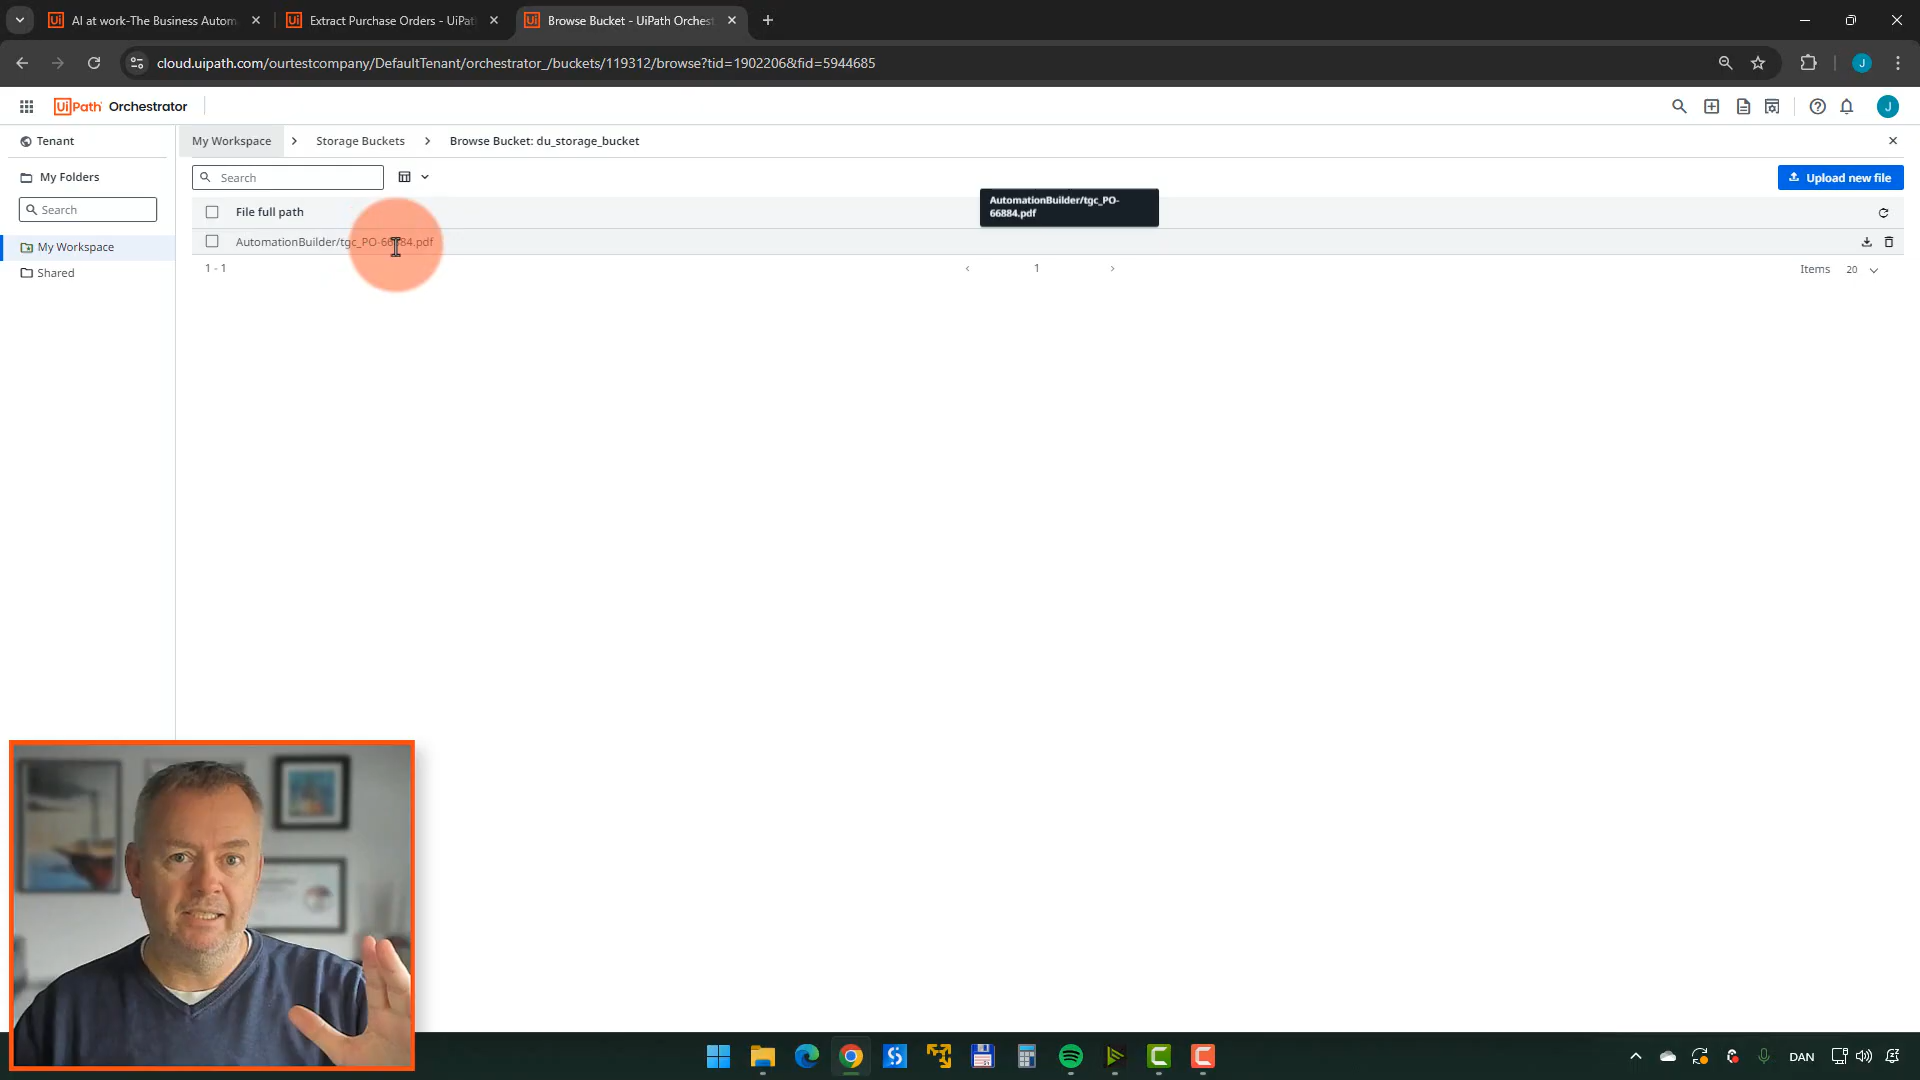 AI at work-The Business Autom
Extract Purchase Orders - UiPat
Browse Bucket - UiPath Orchest
cloud.uipath.com/ourtestcompany/DefaultTenant/orchestrator_/buckets/119312/browse?tid=1902206&fid=5944685
J
UiPath Orchestrator
J
Tenant
My Workspace
Storage Buckets
Browse Bucket: du_storage_bucket
My Folders
Search
Upload new file
Search
File full path
AutomationBuilder/tgc_PO-
66884.pdf
AutomationBuilder/tgc_PO-66884.pdf
My Workspace
Shared
1 - 1
1
Items
20
DAN